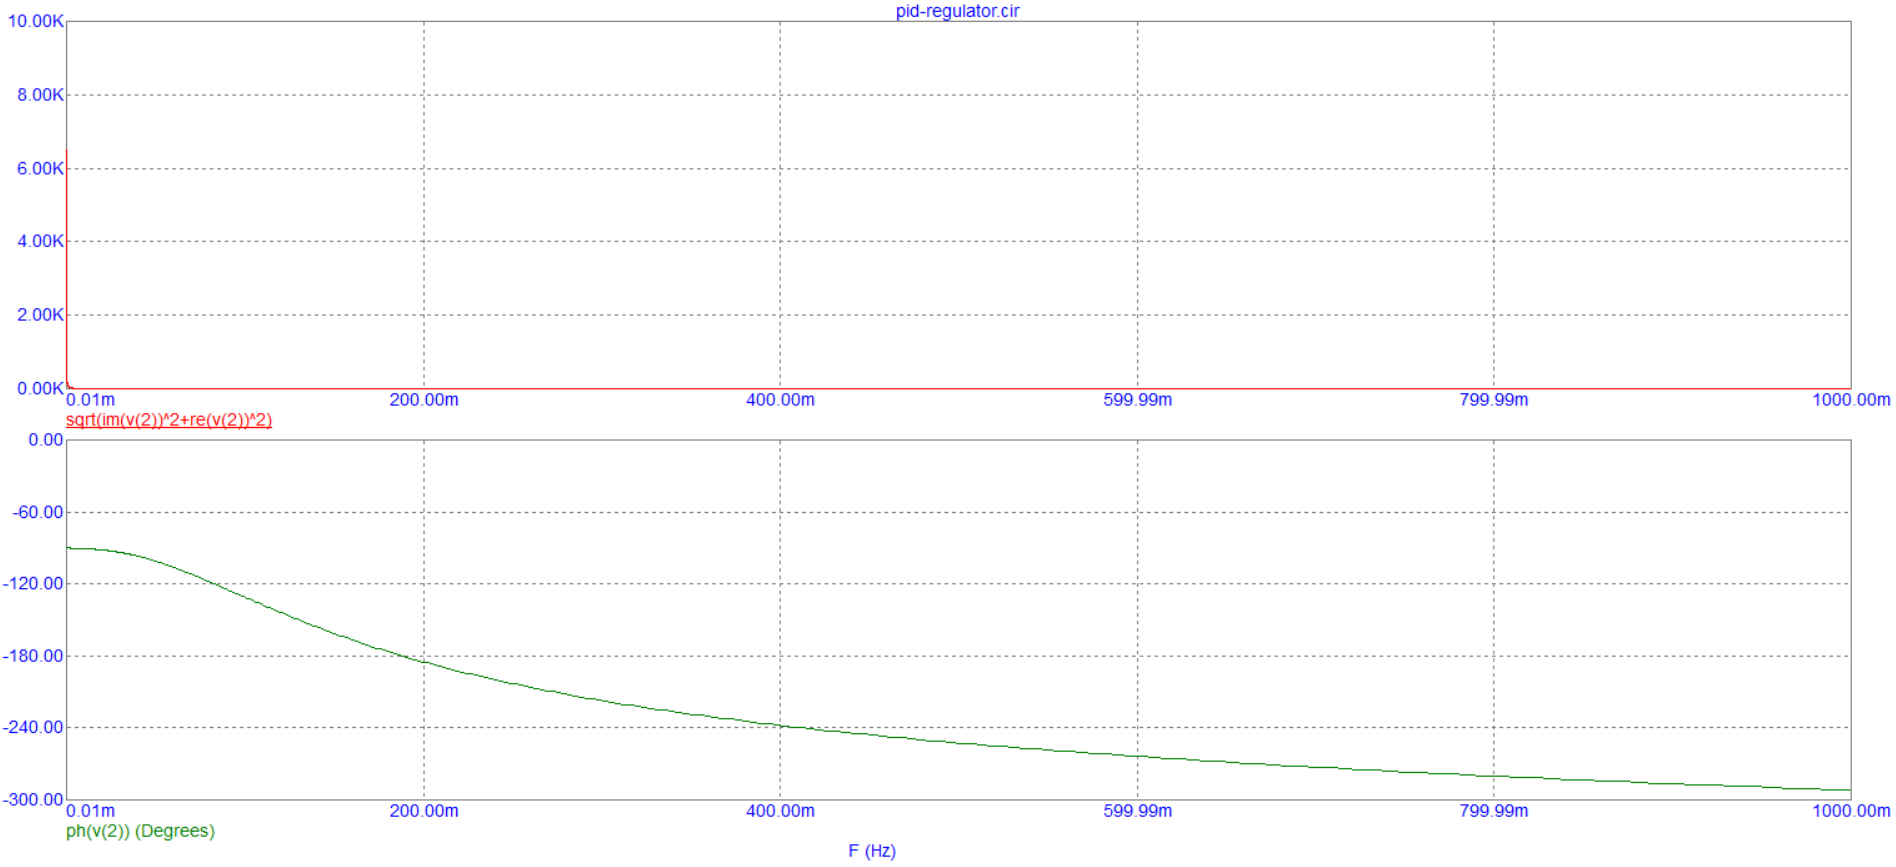 pid-regulator.cir
10.00K
8.00K
6.00K
4.00K
2.00K
0.00K
0.01m 200.00m 400.00m 599.99m 799.99m 1000.00m
sqrt(im(v(2))^2+re(v(2))^2)
0.00
-60.00
-120.00
-180.00
-240.00
-300.00
0.01m 200.00m 400.00m 599.99m 799.99m 1000.00m
ph(v(2)) (Degrees)
F (Hz)